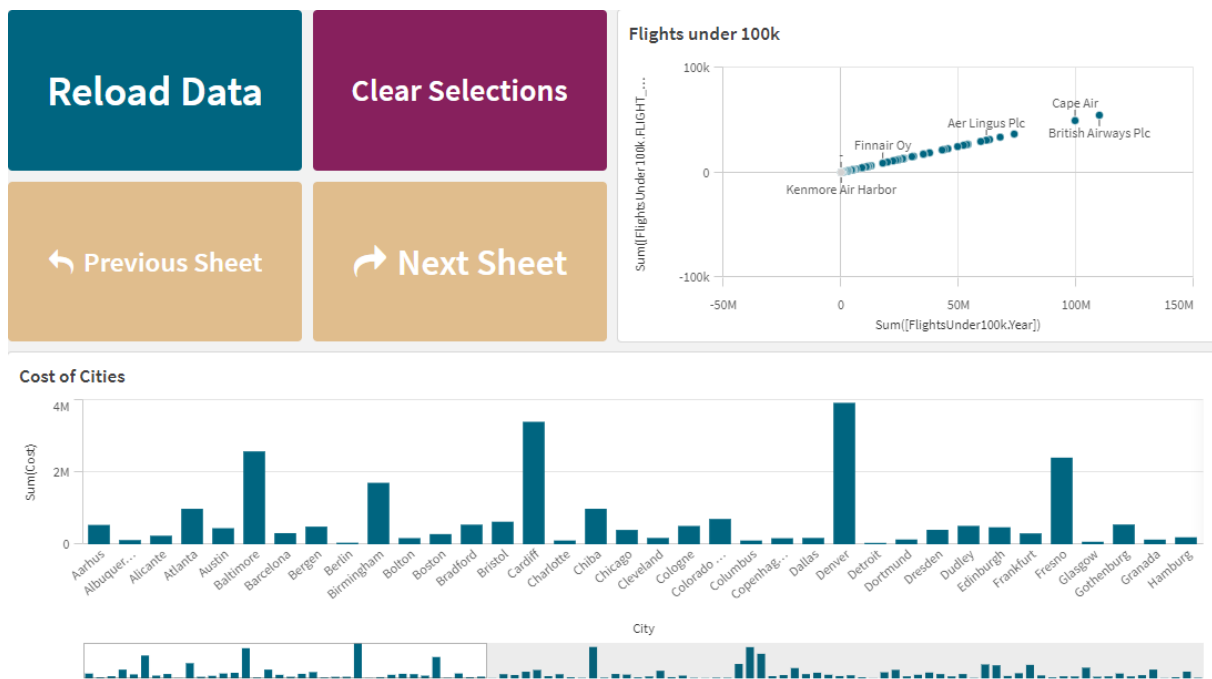 Reload Data
Clear Selections
Previous Sheet
Next Sheet
Flights under 100k
Sum([FlightsUnder100k.FLIGHT_...
100k
0
-100k
Cape Air
British Airways Plc
Aer Lingus Plc
Finnair Oy
Kenmore Air Harbor
-50M 0 50M 100M 150M
Sum([FlightsUnder100k.Year])
Cost of Cities
Sum(Cost)
4M
2M
0
Aarhus
Albuquer...
Alicante
Atlanta
Austin
Baltimore
Barcelona
Bergen
Berlin
Birmingham
Bolton
Boston
Bradford
Bristol
Cardiff
Charlotte
Chiba
Chicago
Cleveland
Cologne
Colorado ...
Columbus
Copenhag...
Dallas
Denver
Detroit
Dortmund
Dresden
Dudley
Edinburgh
Frankfurt
Fresno
Glasgow
Gothenburg
Granada
Hamburg
City